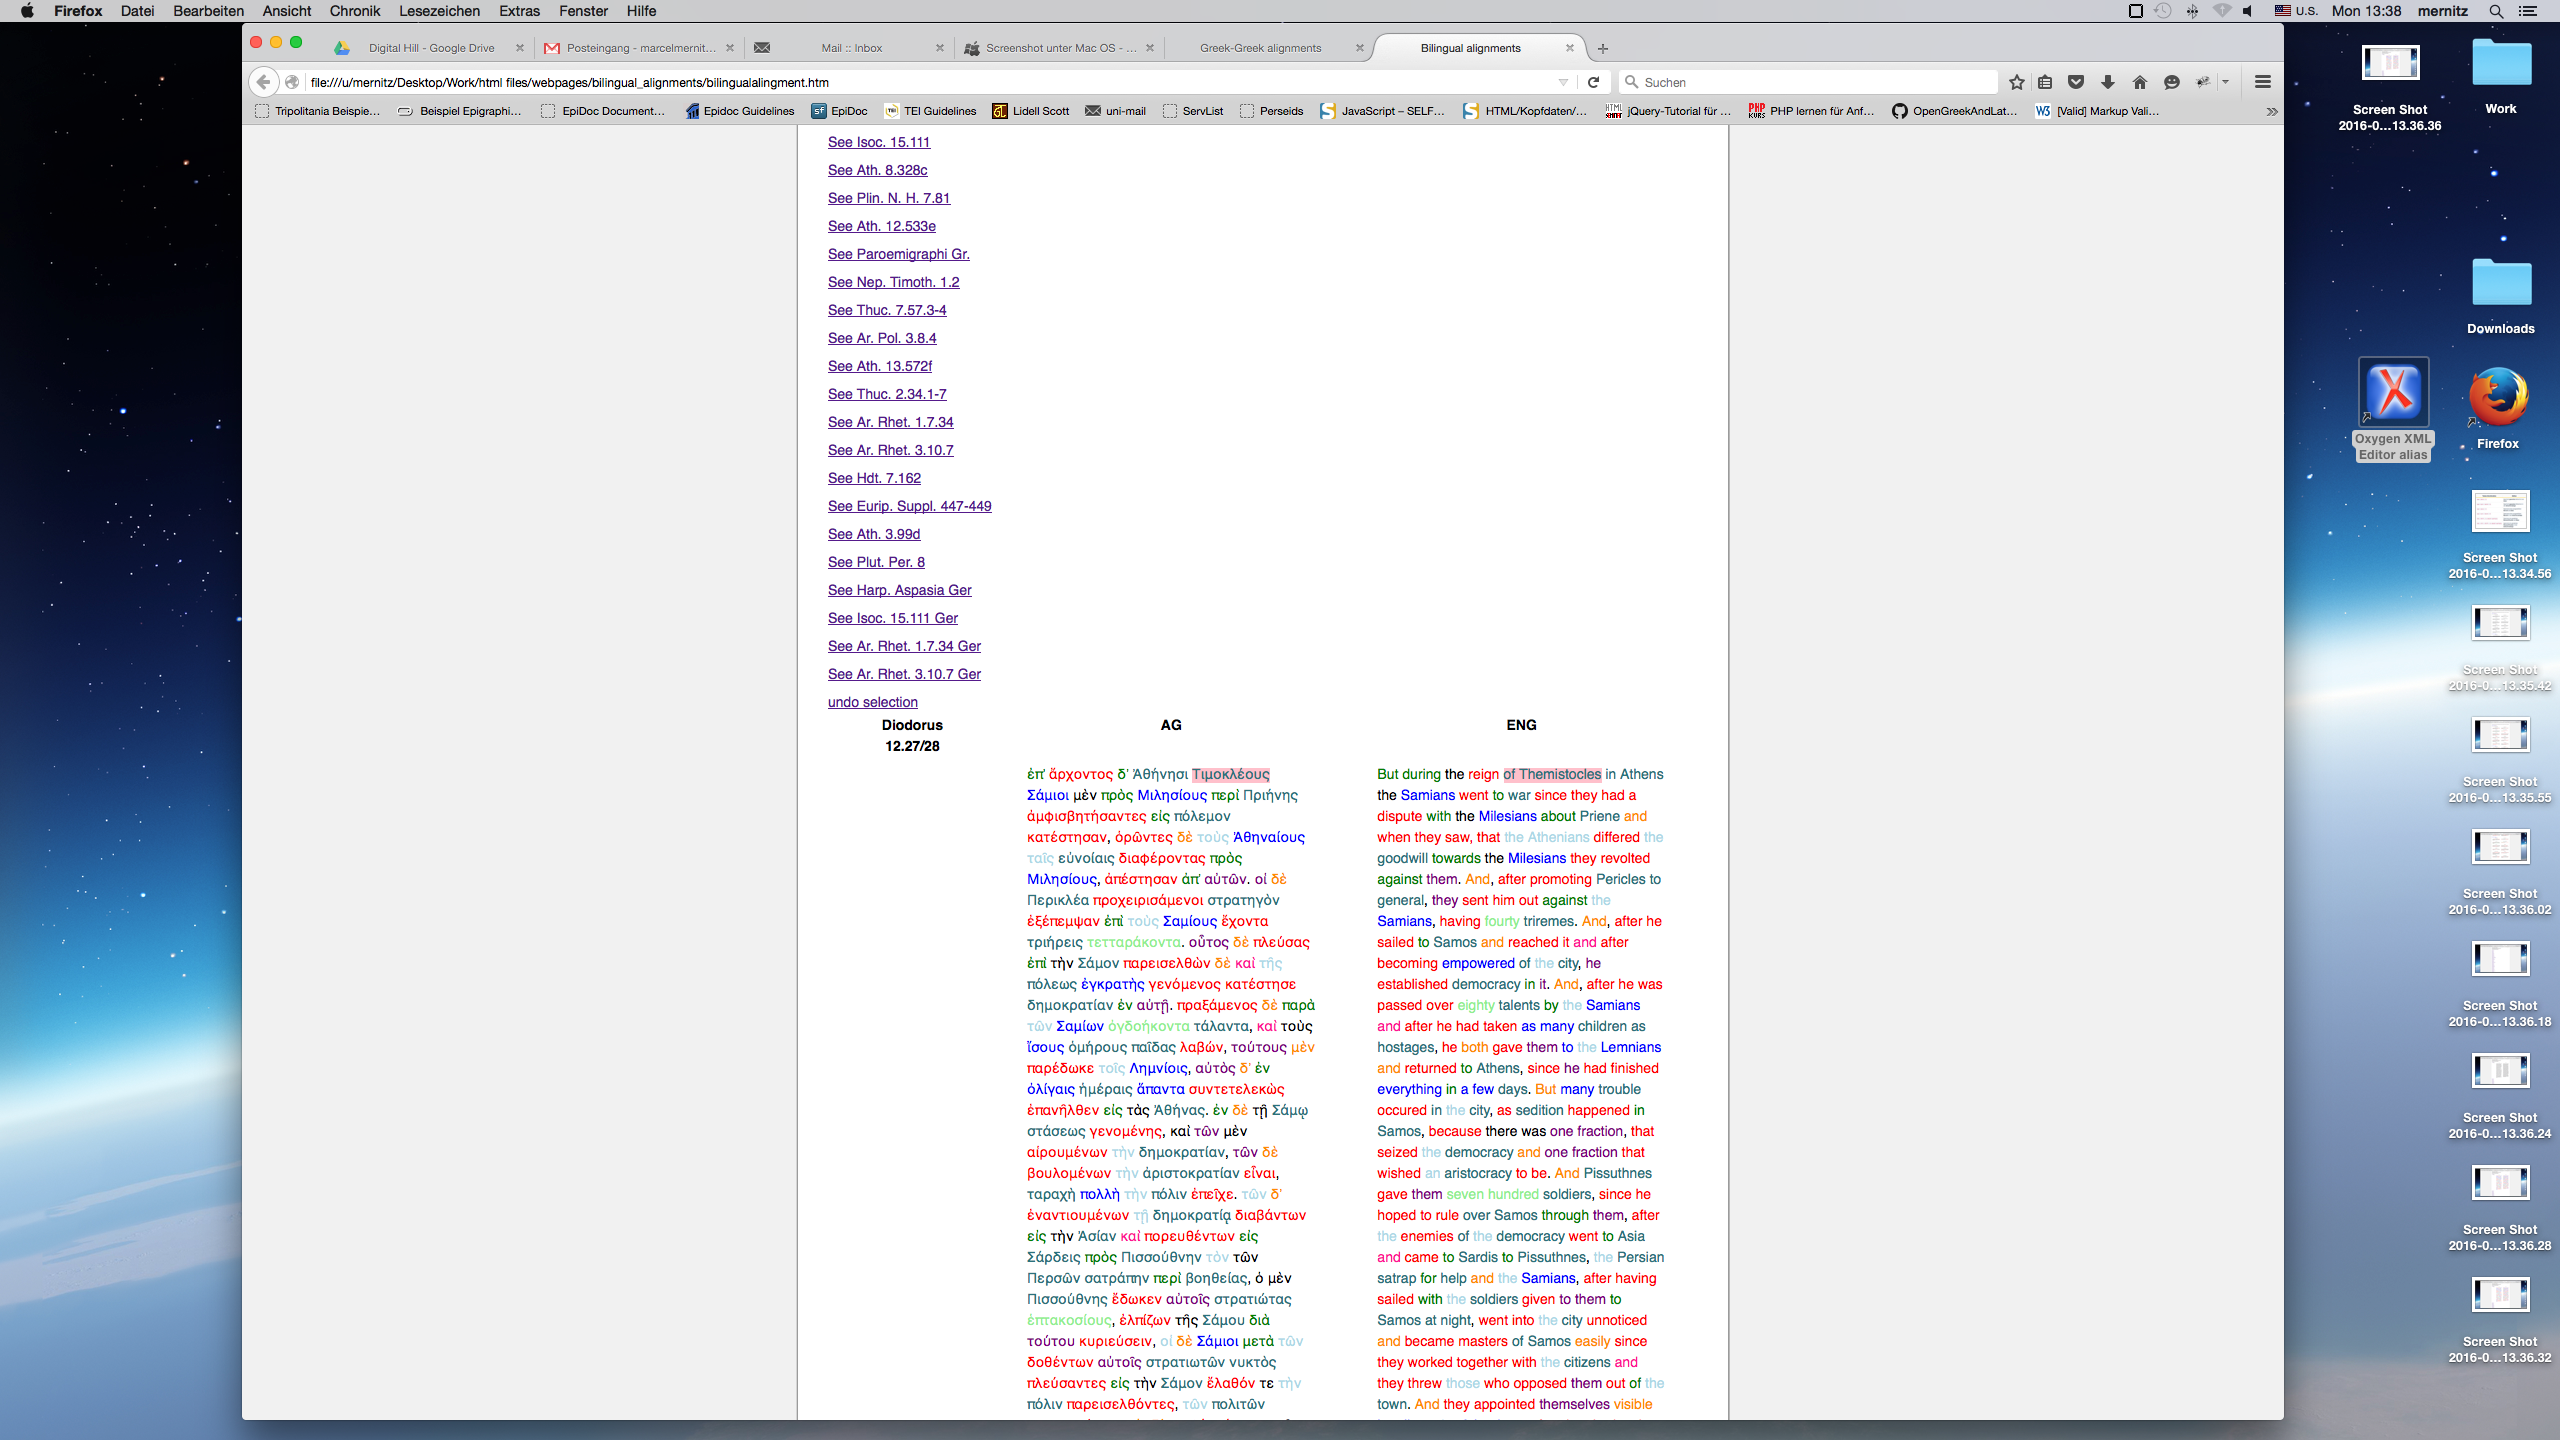 Firefox Datei Bearbeiten Ansicht Chronik Lesezeichen Extras Fenster Hilfe U.S. Mon 13:38 mernitz
Digital Hill - Google Drive Posteingang - marcelmernit... Mail :: Inbox Screenshot unter Mac OS - ... Greek-Greek alignments Bilingual alignments
file:///u/mernitz/Desktop/Work/html files/webpages/bilingual_alignments/bilingualalingment.htm Suchen
Tripolitania Beispie... Beispiel Epigraphi... EpiDoc Document... Epidoc Guidelines EpiDoc TEI Guidelines Lidell Scott uni-mail ServList Perseids JavaScript – SELF... HTML/Kopfdaten/... jQuery-Tutorial für ... PHP lernen für Anf... OpenGreekAndLat... [Valid] Markup Vali...
See Isoc. 15.111
See Ath. 8.328c
See Plin. N. H. 7.81
See Ath. 12.533e
See Paroemigraphi Gr.
See Nep. Timoth. 1.2
See Thuc. 7.57.3-4
See Ar. Pol. 3.8.4
See Ath. 13.572f
See Thuc. 2.34.1-7
See Ar. Rhet. 1.7.34
See Ar. Rhet. 3.10.7
See Hdt. 7.162
See Eurip. Suppl. 447-449
See Ath. 3.99d
See Plut. Per. 8
See Harp. Aspasia Ger
See Isoc. 15.111 Ger
See Ar. Rhet. 1.7.34 Ger
See Ar. Rhet. 3.10.7 Ger
undo selection
Diodorus
12.27/28
AG
ἐπ' ἄρχοντος δ' Ἀθήνησι Τιμοκλέους
Σάμιοι μὲν πρὸς Μιλησίους περὶ Πριήνης
ἀμφισβητήσαντες εἰς πόλεμον
κατέστησαν, ὁρῶντες δὲ τοὺς Ἀθηναίους
ταῖς εὐνοίαις διαφέροντας πρὸς
Μιλησίους, ἀπέστησαν ἀπ' αὐτῶν. οἱ δὲ
Περικλέα προχειρισάμενοι στρατηγὸν
ἐξέπεμψαν ἐπὶ τοὺς Σαμίους ἔχοντα
τριήρεις τετταράκοντα. οὗτος δὲ πλεύσας
ἐπὶ τὴν Σάμον παρεισελθὼν δὲ καὶ τῆς
πόλεως ἐγκρατὴς γενόμενος κατέστησε
δημοκρατίαν ἐν αὐτῇ. πραξάμενος δὲ παρὰ
τῶν Σαμίων ὀγδοήκοντα τάλαντα, καὶ τοὺς
ἴσους ὁμήρους παῖδας λαβών, τούτους μὲν
παρέδωκε τοῖς Λημνίοις, αὐτὸς δ' ἐν
ὀλίγαις ἡμέραις ἅπαντα συντετελεκὼς
ἐπανῆλθεν εἰς τὰς Ἀθήνας. ἐν δὲ τῇ Σάμῳ
στάσεως γενομένης, καὶ τῶν μὲν
αἱρουμένων τὴν δημοκρατίαν, τῶν δὲ
βουλομένων τὴν ἀριστοκρατίαν εἶναι,
ταραχὴ πολλὴ τὴν πόλιν ἐπεῖχε. τῶν δ'
ἐναντιουμένων τῇ δημοκρατίᾳ διαβάντων
εἰς τὴν Ἀσίαν καὶ πορευθέντων εἰς
Σάρδεις πρὸς Πισσούθνην τὸν τῶν
Περσῶν σατράπην περὶ βοηθείας, ὁ μὲν
Πισσούθνης ἔδωκεν αὐτοῖς στρατιώτας
ἑπτακοσίους, ἐλπίζων τῆς Σάμου διὰ
τούτου κυριεύσειν, οἱ δὲ Σάμιοι μετὰ τῶν
δοθέντων αὐτοῖς στρατιωτῶν νυκτὸς
πλεύσαντες εἰς τὴν Σάμον ἔλαθόν τε τὴν
πόλιν παρεισελθόντες, τῶν πολιτῶν
ENG
But during the reign of Themistocles in Athens
the Samians went to war since they had a
dispute with the Milesians about Priene and
when they saw, that the Athenians differed the
goodwill towards the Milesians they revolted
against them. And, after promoting Pericles to
general, they sent him out against the
Samians, having fourty triremes. And, after he
sailed to Samos and reached it and after
becoming empowered of the city, he
established democracy in it. And, after he was
passed over eighty talents by the Samians
and after he had taken as many children as
hostages, he both gave them to the Lemnians
and returned to Athens, since he had finished
everything in a few days. But many trouble
occured in the city, as sedition happened in
Samos, because there was one fraction, that
seized the democracy and one fraction that
wished an aristocracy to be. And Pissuthnes
gave them seven hundred soldiers, since he
hoped to rule over Samos through them, after
the enemies of the democracy went to Asia
and came to Sardis to Pissuthnes, the Persian
satrap for help and the Samians, after having
sailed with the soldiers given to them to
Samos at night, went into the city unnoticed
and became masters of Samos easily since
they worked together with the citizens and
they threw those who opposed them out of the
town. And they appointed themselves visible
Screen Shot
2016-0...13.36.36
Work
Downloads
Oxygen XML
Editor alias
Firefox
Screen Shot
2016-0...13.34.56
Screen Shot
2016-0...13.35.42
Screen Shot
2016-0...13.35.55
Screen Shot
2016-0...13.36.02
Screen Shot
2016-0...13.36.18
Screen Shot
2016-0...13.36.24
Screen Shot
2016-0...13.36.28
Screen Shot
2016-0...13.36.32